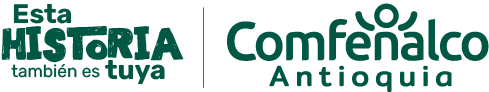 Esta
HISTORIA
también es tuya
Comfenalco
Antioquia